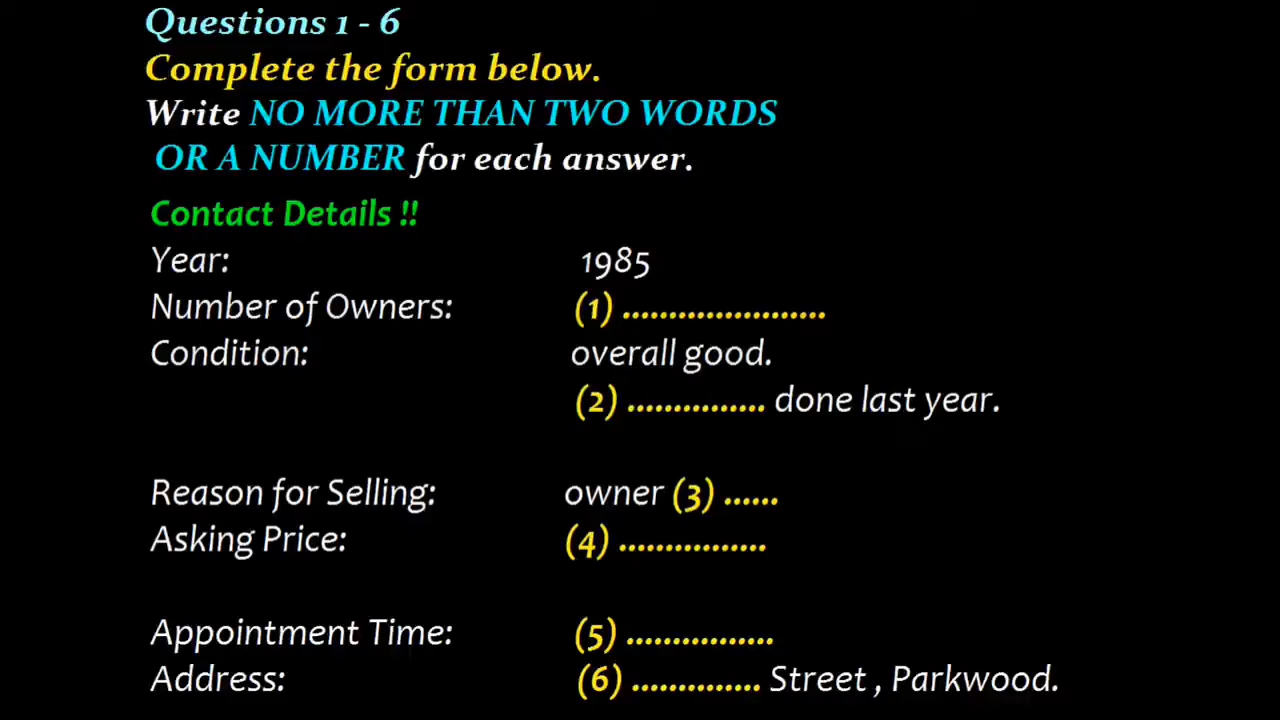 Questions 1 - 6
Complete the form below.
Write NO MORE THAN TWO WORDS
OR A NUMBER for each answer.
Contact Details !!
Year: 1985
Number of Owners: (1) ......................
Condition: overall good.
(2) ............... done last year.
Reason for Selling: owner (3) ......
Asking Price: (4) ................
Appointment Time: (5) ................
Address: (6) .............. Street , Parkwood.